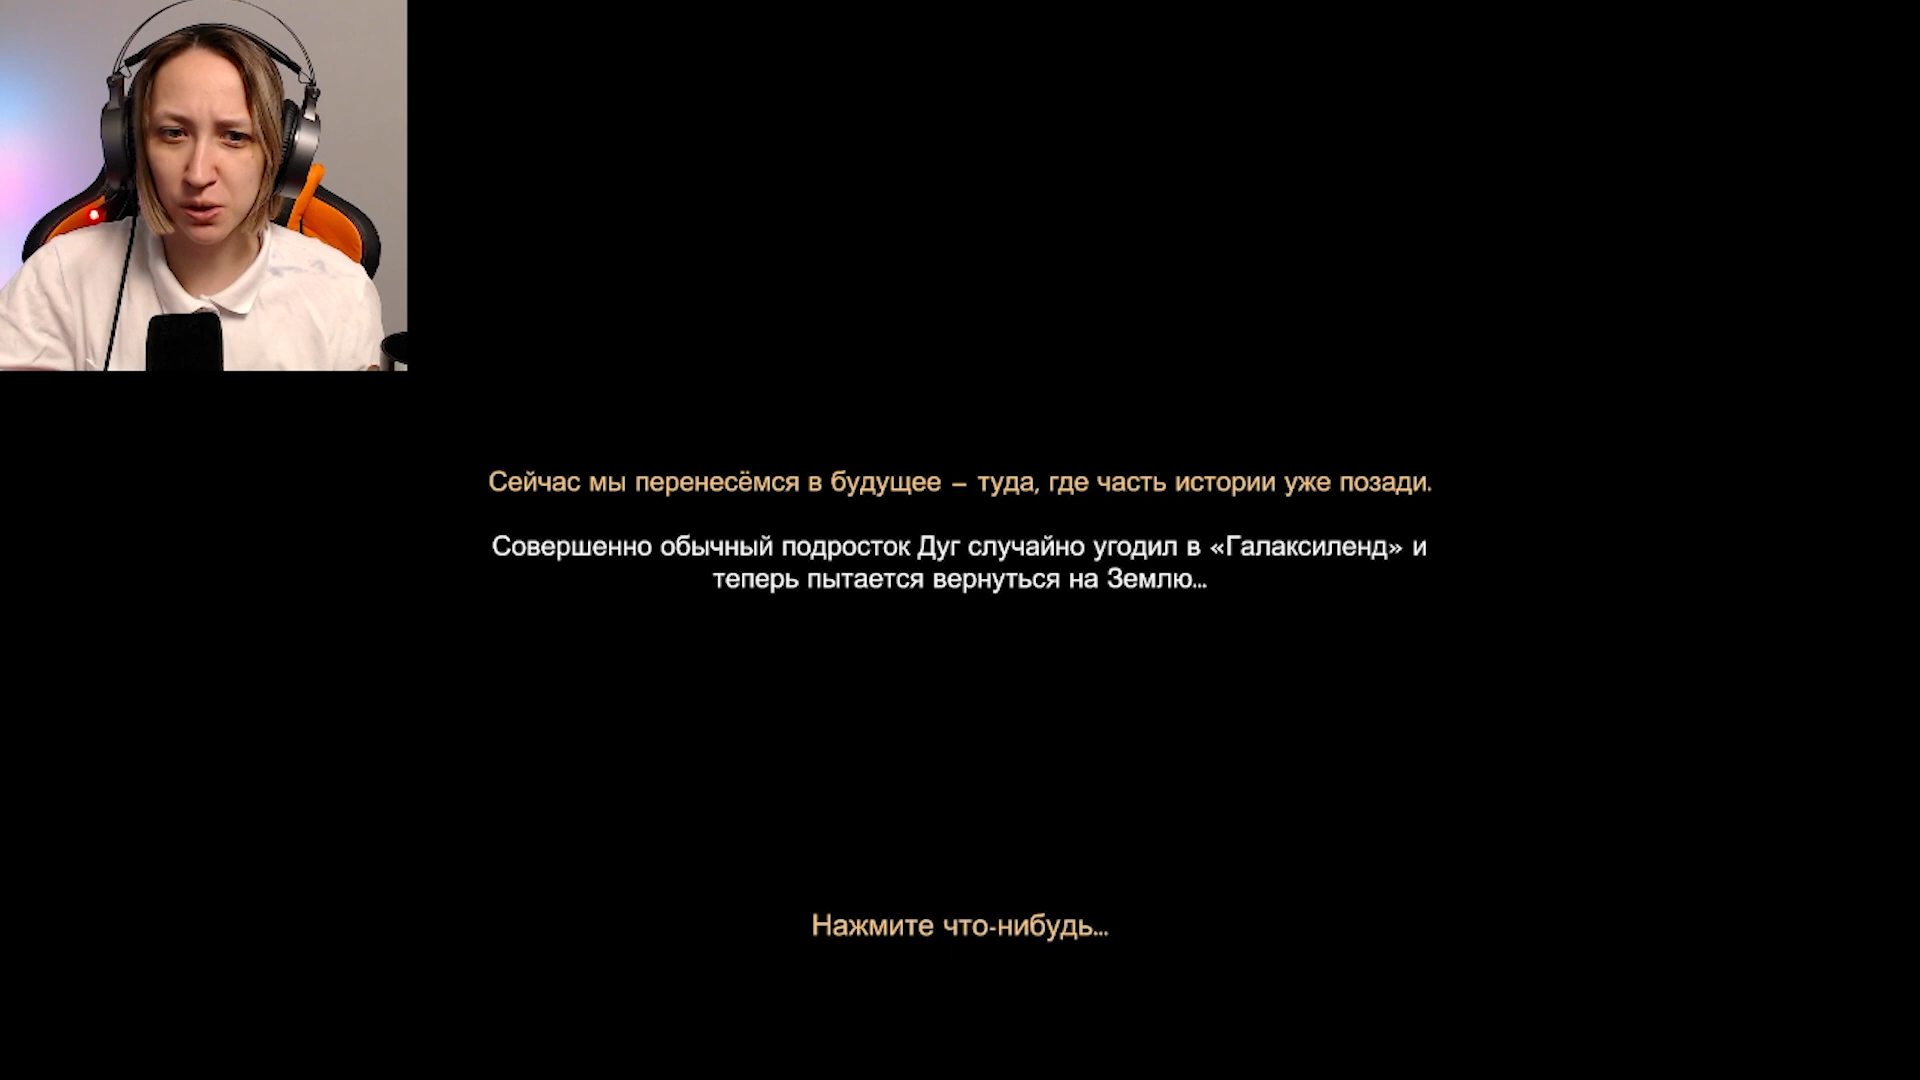 Сейчас мы перенесёмся в будущее – туда, где часть истории уже позади.
Совершенно обычный подросток Дуг случайно угодил в «Галаксиленд» и
теперь пытается вернуться на Землю...
Нажмите что-нибудь...